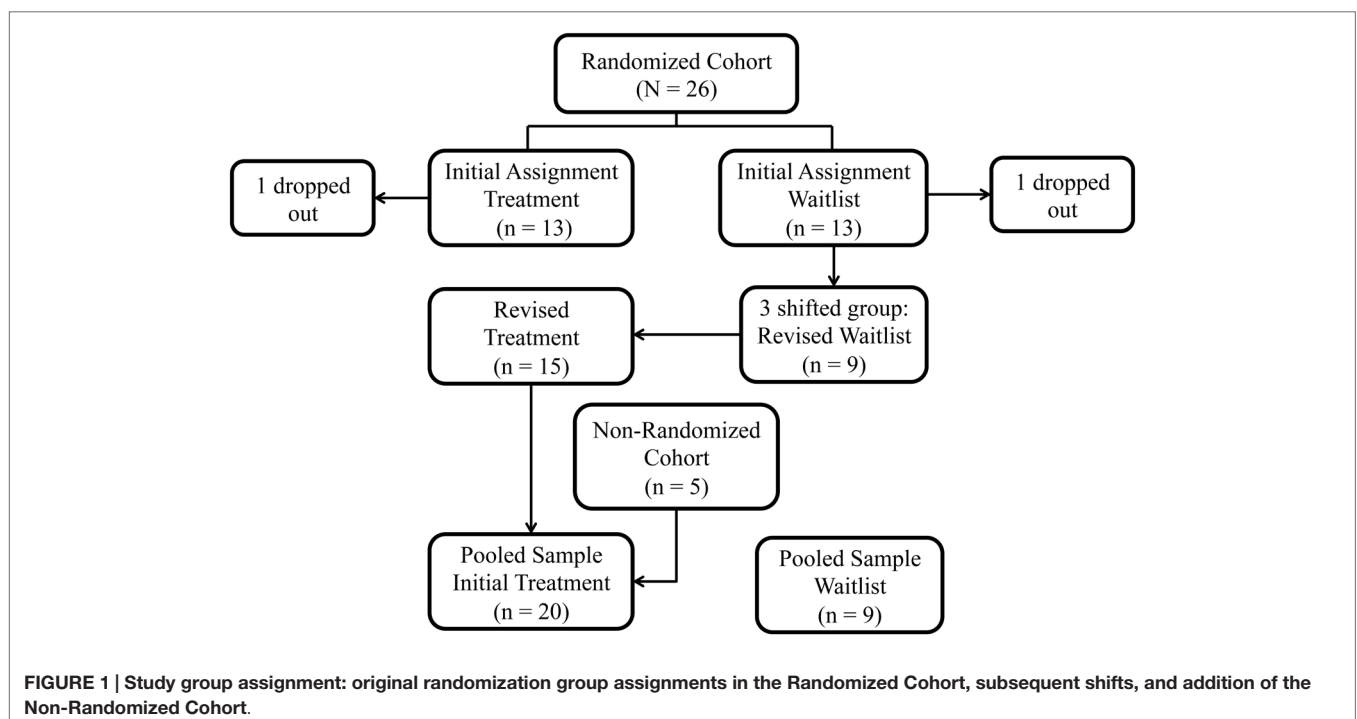 Randomized Cohort
(N = 26)
1 dropped
out
Initial Assignment
Treatment
(n = 13)
Initial Assignment
Waitlist
(n = 13)
1 dropped
out
Revised
Treatment
(n = 15)
3 shifted group:
Revised Waitlist
(n = 9)
Non-Randomized
Cohort
(n = 5)
Pooled Sample
Initial Treatment
(n = 20)
Pooled Sample
Waitlist
(n = 9)
FIGURE 1 | Study group assignment: original randomization group assignments in the Randomized Cohort, subsequent shifts, and addition of the
Non-Randomized Cohort.